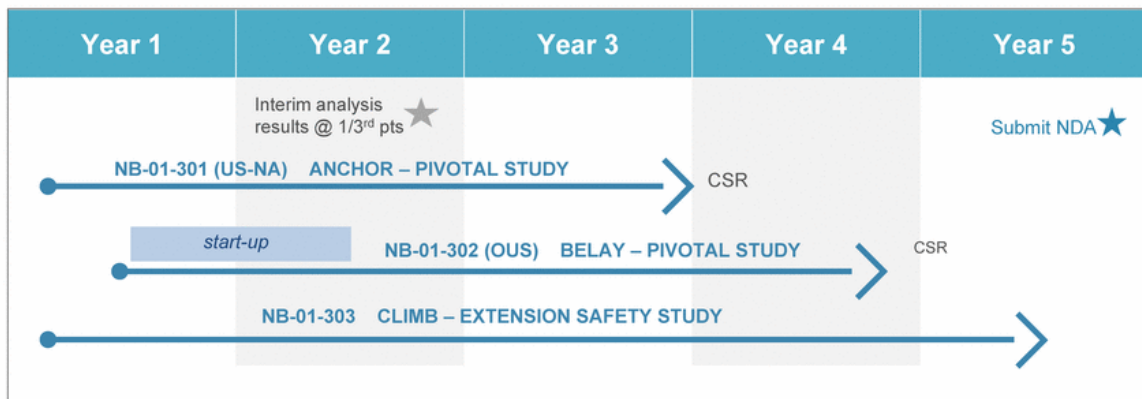 Year 1 Year 2 Year 3 Year 4 Year 5
Interim analysis
results @ 1/3rd pts
Submit NDA
NB-01-301 (US-NA) ANCHOR – PIVOTAL STUDY
CSR
start-up
NB-01-302 (OUS) BELAY – PIVOTAL STUDY
CSR
NB-01-303 CLIMB – EXTENSION SAFETY STUDY